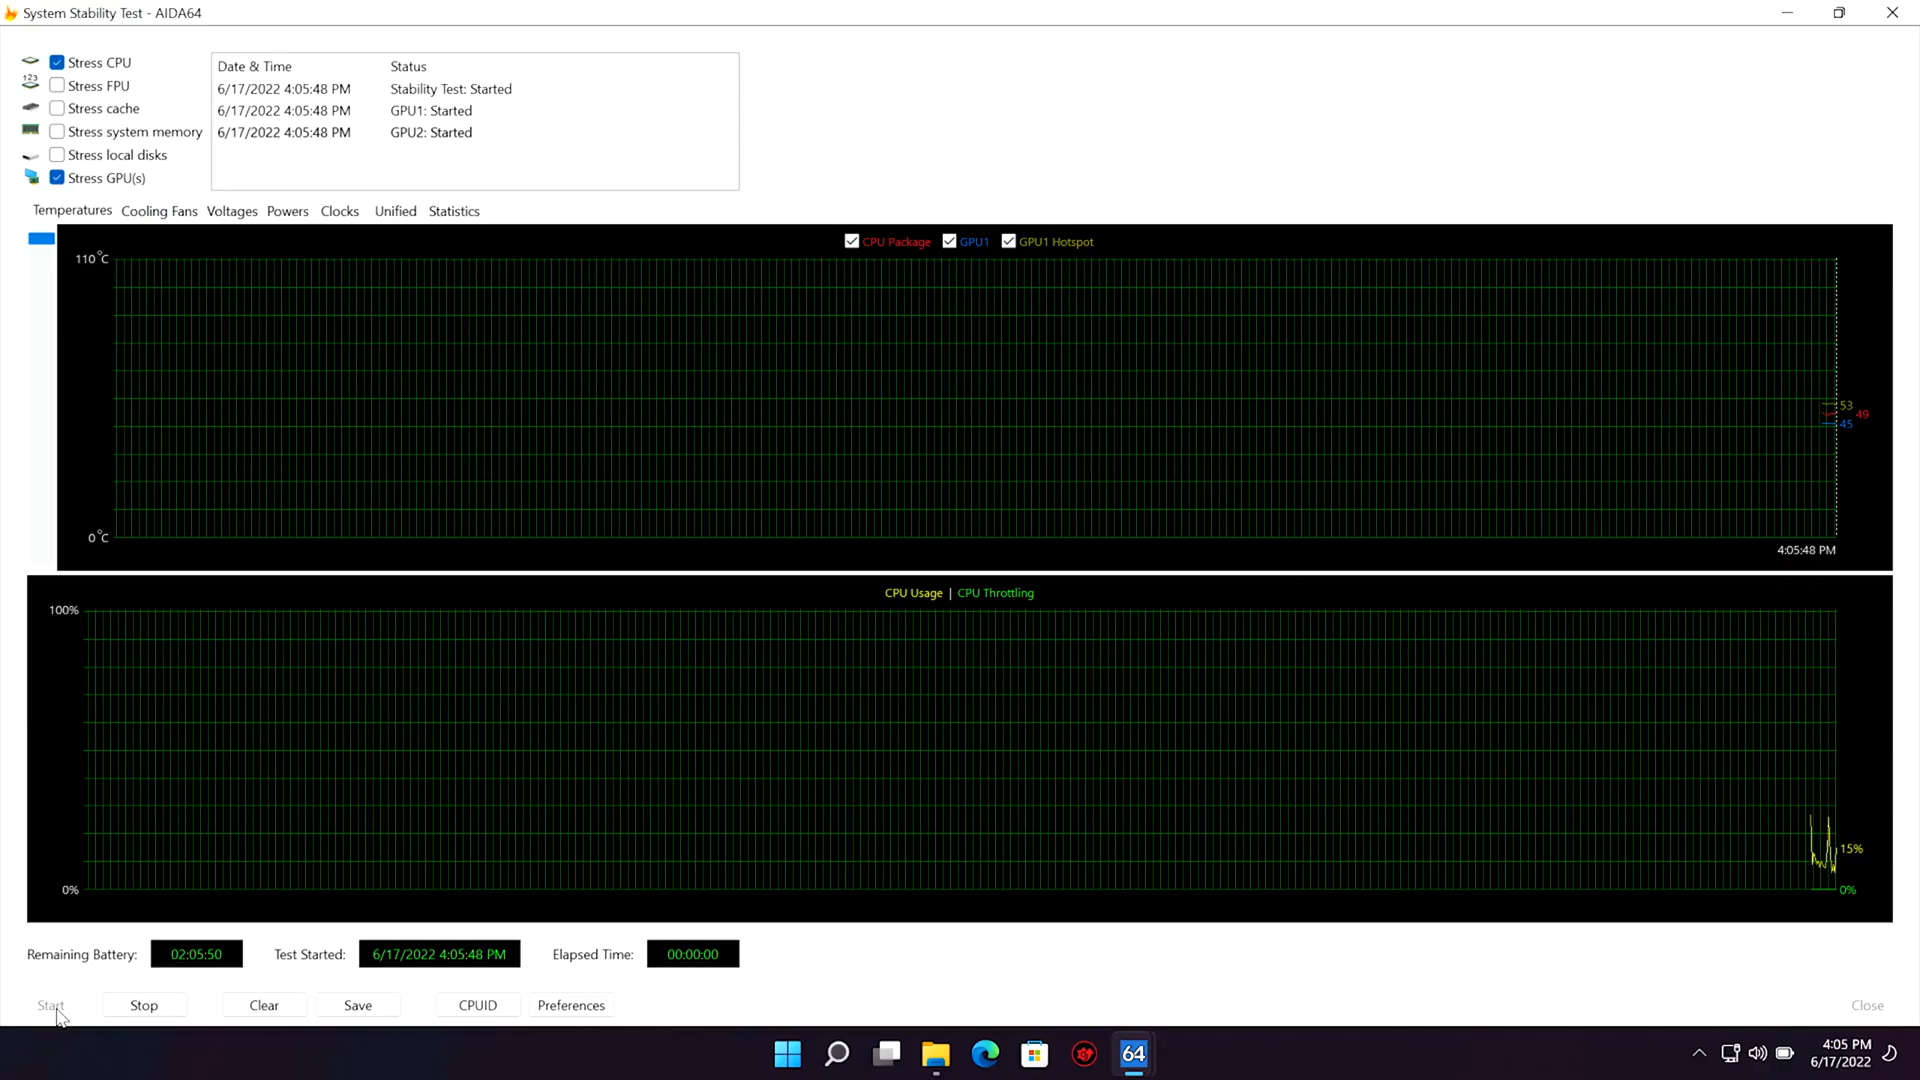 System Stability Test - AIDA64
Stress CPU
123
Stress FPU
Stress cache
Stress system memory
Stress local disks
Stress GPU(s)
Date & Time Status
6/17/2022 4:05:48 PM Stability Test: Started
6/17/2022 4:05:48 PM GPU1: Started
6/17/2022 4:05:48 PM GPU2: Started
Temperatures Cooling Fans Voltages Powers Clocks Unified Statistics
CPU Package GPU1 GPU1 Hotspot
110°C
53
49
45
0°C
4:05:48 PM
CPU Usage | CPU Throttling
100%
15%
0% 0%
Remaining Battery: 02:05:50 Test Started: 6/17/2022 4:05:48 PM Elapsed Time: 00:00:00
Start Stop Clear Save CPUID Preferences Close
64
4:05 PM
6/17/2022